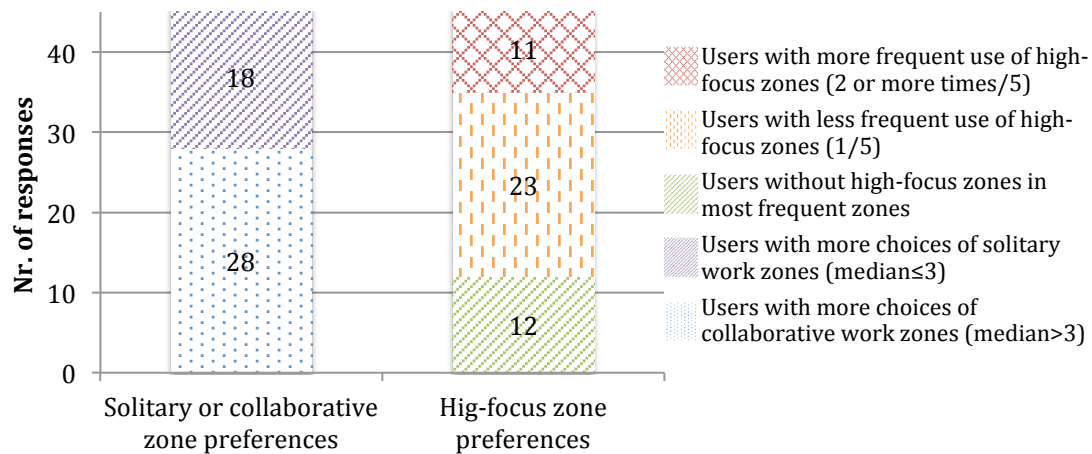 Nr. of responses
40
30
20
10
0
18
28
11
23
12
Solitary or collaborative
zone preferences
Hig-focus zone
preferences
Users with more frequent use of high-
focus zones (2 or more times/5)
Users with less frequent use of high-
focus zones (1/5)
Users without high-focus zones in
most frequent zones
Users with more choices of solitary
work zones (median≤3)
Users with more choices of
collaborative work zones (median>3)